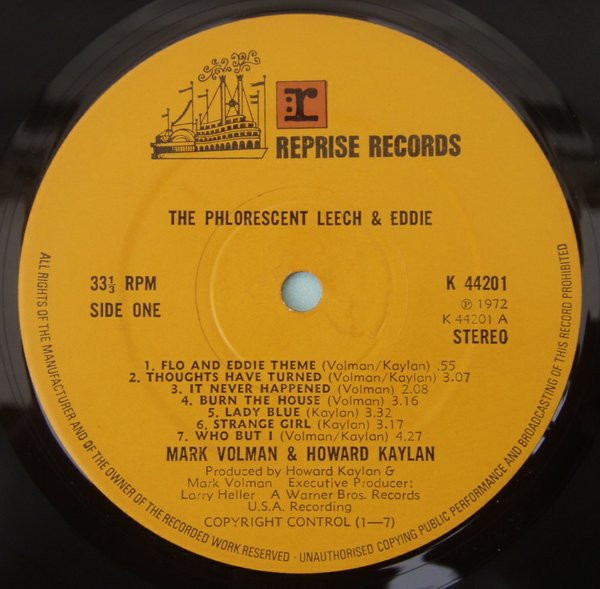 r
REPRISE RECORDS
THE PHLORESCENT LEECH & EDDIE
33⅓ RPM
SIDE ONE
K 44201
℗ 1972
K 44201 A
STEREO
1. FLO AND EDDIE THEME (Volman/Kaylan) .55
2. THOUGHTS HAVE TURNED (Volman/Kaylan) 3.07
3. IT NEVER HAPPENED (Volman) 2.08
4. BURN THE HOUSE (Volman) 3.16
5. LADY BLUE (Kaylan) 3.32
6. STRANGE GIRL (Kaylan) 3.17
7. WHO BUT I (Volman/Kaylan) 4.27
MARK VOLMAN & HOWARD KAYLAN
Produced by Howard Kaylan &
Mark Volman Executive Producer:
Larry Heller A Warner Bros. Records
U.S.A. Recording
COPYRIGHT CONTROL (1—7)
ALL RIGHTS OF THE MANUFACTURER AND OF THE OWNER OF THE RECORDED WORK RESERVED · UNAUTHORISED COPYING PUBLIC PERFORMANCE AND BROADCASTING OF THIS RECORD PROHIBITED